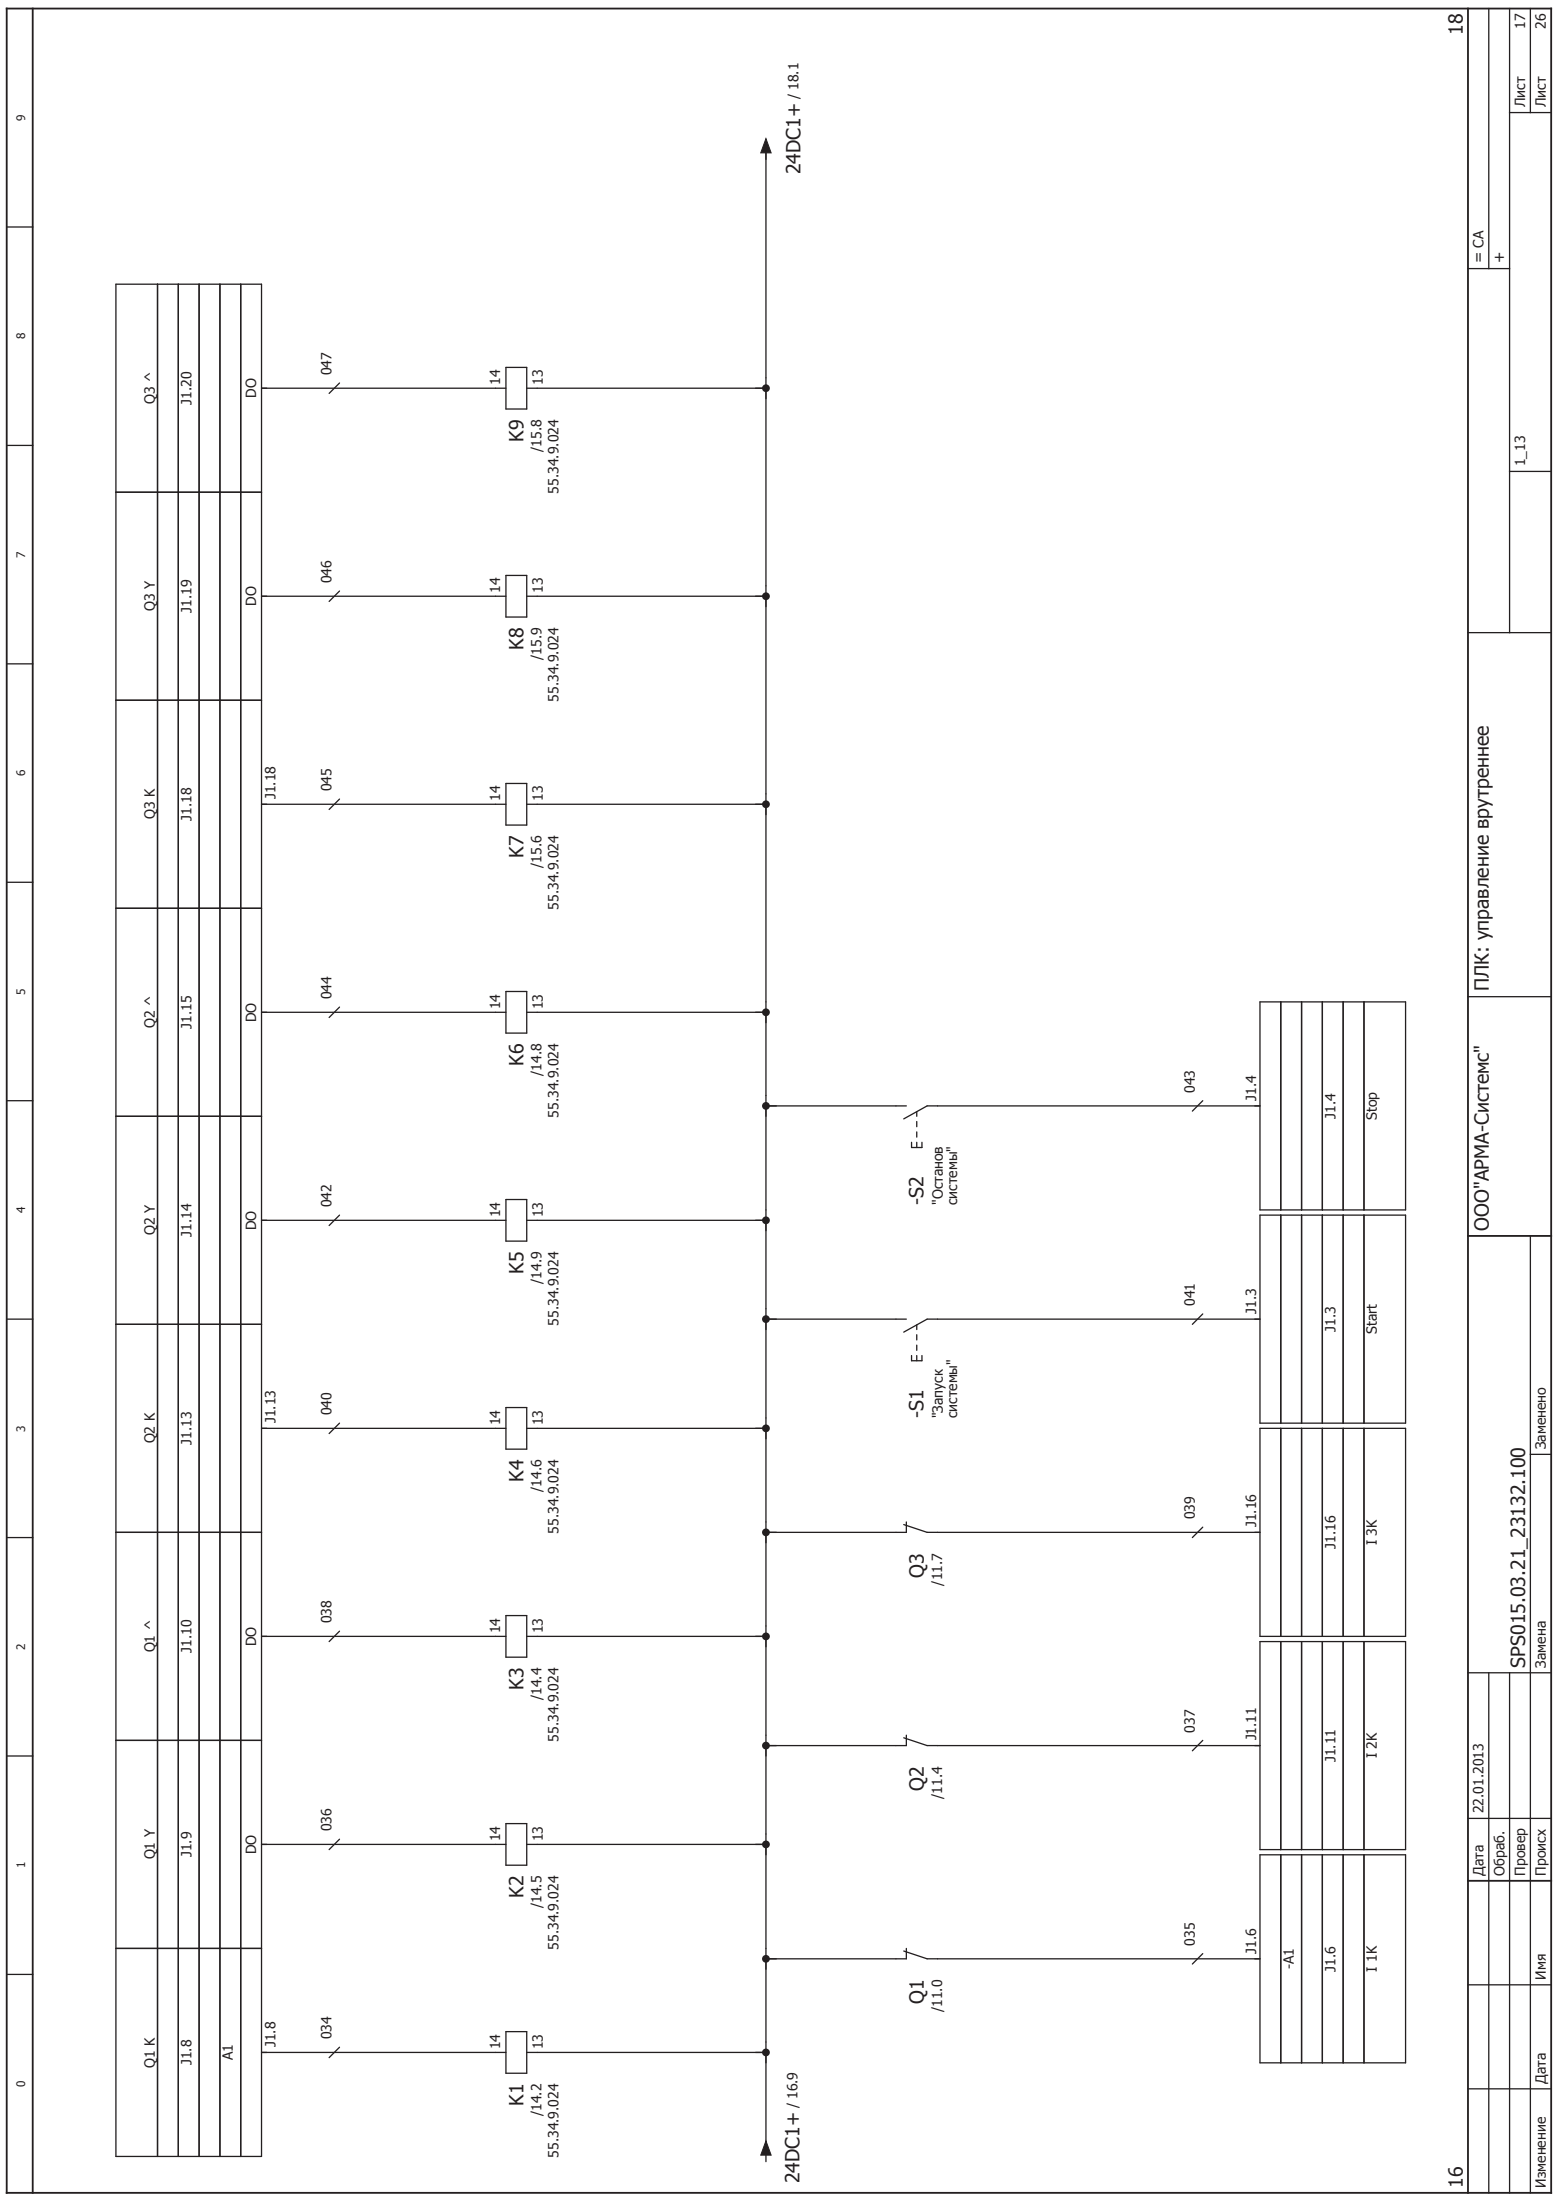 0 1 2 3 4 5 6 7 8 9
Q1 K Q1 Y Q1 ^ Q2 K Q2 Y Q2 ^ Q3 K Q3 Y Q3 ^
J1.8 J1.9 J1.10 J1.13 J1.14 J1.15 J1.18 J1.19 J1.20
A1
DO DO DO DO DO DO
J1.8 J1.13 J1.18
034 036 038 040 042 044 045 046 047
14 14 14 14 14 14 14 14 14
K1 K2 K3 K4 K5 K6 K7 K8 K9
13 13 13 13 13 13 13 13 13
/14.2 /14.5 /14.4 /14.6 /14.9 /14.8 /15.6 /15.9 /15.8
55.34.9.024 55.34.9.024 55.34.9.024 55.34.9.024 55.34.9.024 55.34.9.024 55.34.9.024 55.34.9.024 55.34.9.024
24DC1+ / 16.9
24DC1+ / 18.1
Q1 Q2 Q3 -S1 -S2
/11.0 /11.4 /11.7
"Запуск
системы"
"Останов
системы"
035 037 039 041 043
J1.6 J1.11 J1.16 J1.3 J1.4
-A1
J1.6 J1.11 J1.16 J1.3 J1.4
I 1K I 2K I 3K Start Stop
16
18
Дата 22.01.2013
Обраб.
Провер
Изменение Дата Имя Происх
SPS015.03.21_23132.100
Замена Заменено
ООО"АРМА-Системс"
ПЛК: управление врутреннее
= CA
+
1_13
Лист 17
Лист 26